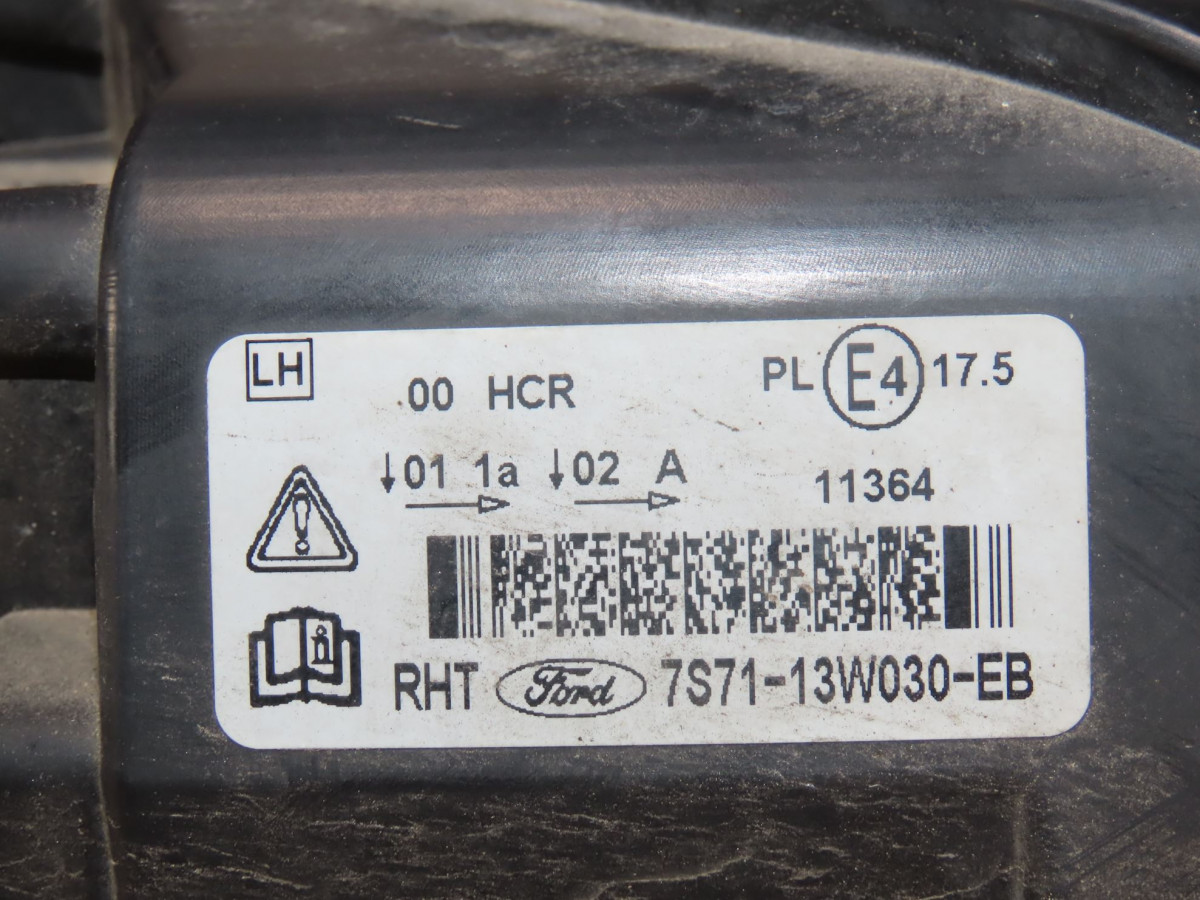 LH
00 HCR
PL E4 17.5
↓01 1a ↓02 A
11364
RHT Ford 7S71-13W030-EB